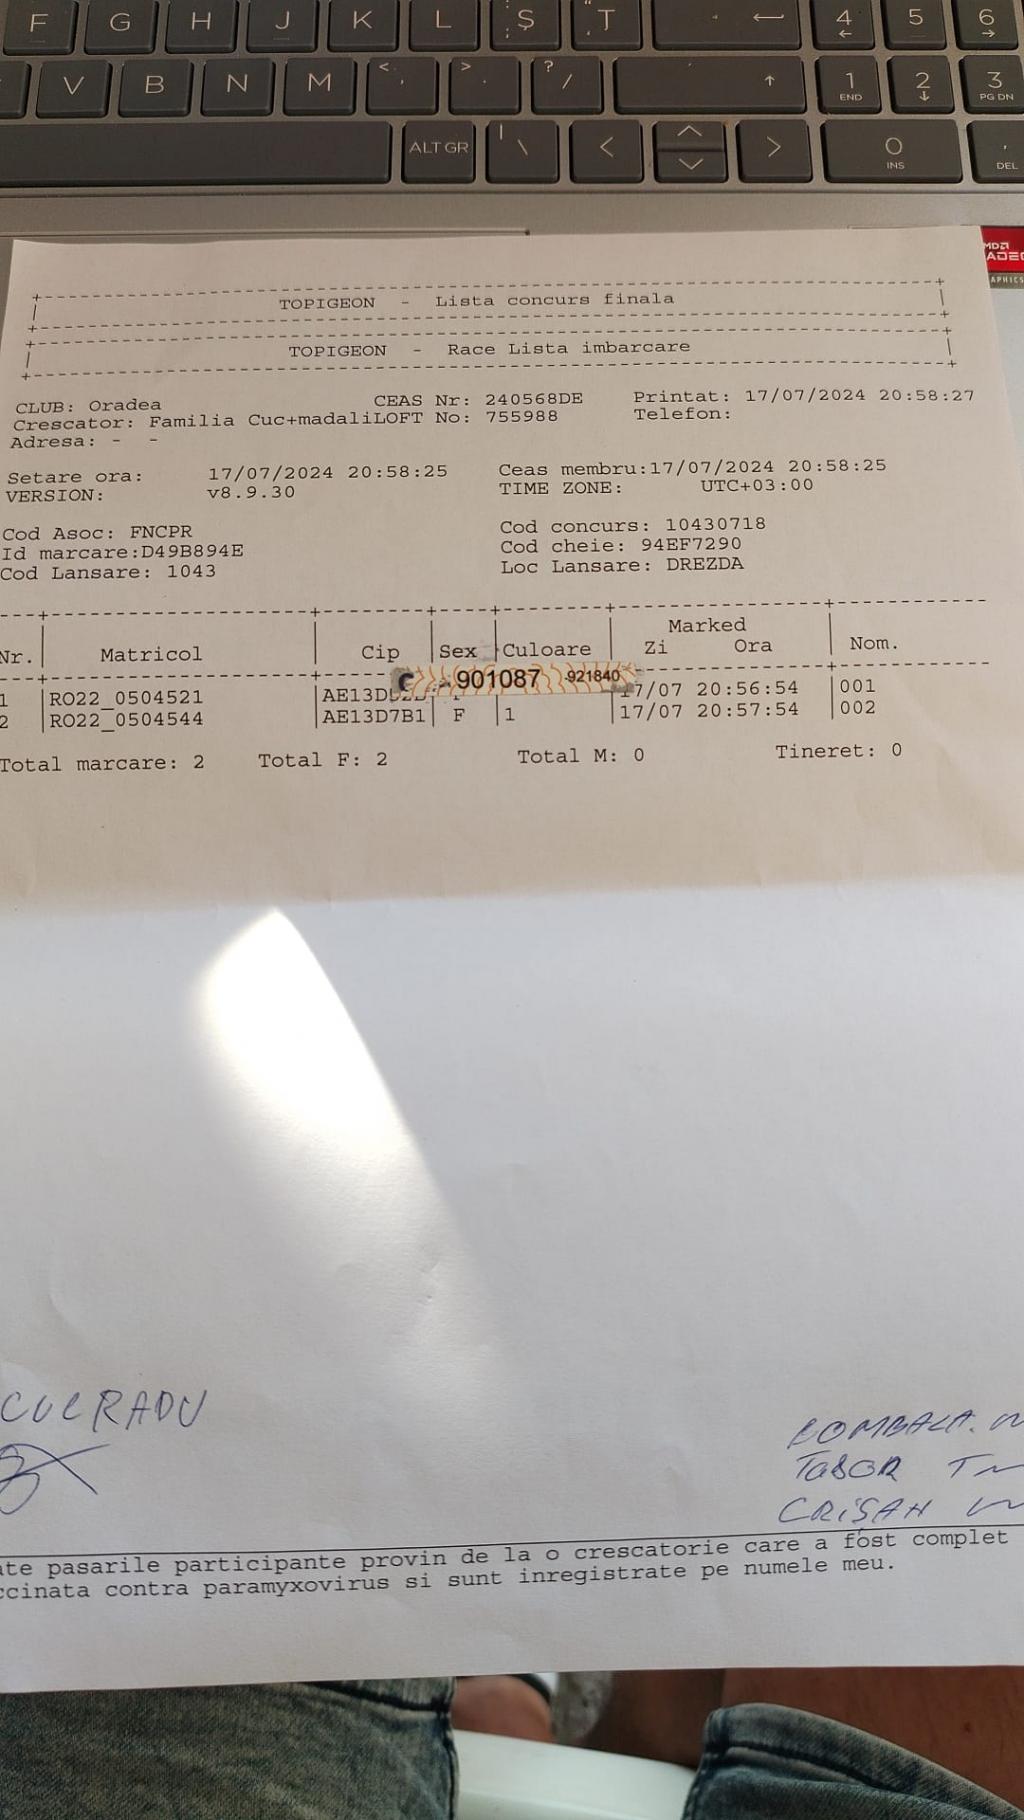 F G H J K L ; Ș " Ț ← 4 ← 5 6 →
V B N M < , > . ? / ↑ 1 END 2 ↓ 3 PG DN
ALT GR | \ < > 0 INS , DEL
TOPIGEON - Lista concurs finala
TOPIGEON - Race Lista imbarcare
CLUB: Oradea CEAS Nr: 240568DE Printat: 17/07/2024 20:58:27
Crescator: Familia Cuc+madaliLOFT No: 755988 Telefon:
Adresa: - -
Setare ora: 17/07/2024 20:58:25 Ceas membru:17/07/2024 20:58:25
VERSION: v8.9.30 TIME ZONE: UTC+03:00
Cod Asoc: FNCPR Cod concurs: 10430718
Id marcare:D49B894E Cod cheie: 94EF7290
Cod Lansare: 1043 Loc Lansare: DREZDA
Marked
Nr. Matricol Cip Sex Culoare Zi Ora Nom.
C 901087 921840
1 RO22_0504521 17/07 20:56:54 001
2 RO22_0504544 AE13D7B1 F 1 17/07 20:57:54 002
Total marcare: 2 Total F: 2 Total M: 0 Tineret: 0
CUC RADU
TABOR
CRIȘAN
ate pasarile participante provin de la o crescatorie care a fost complet
ccinata contra paramyxovirus si sunt inregistrate pe numele meu.